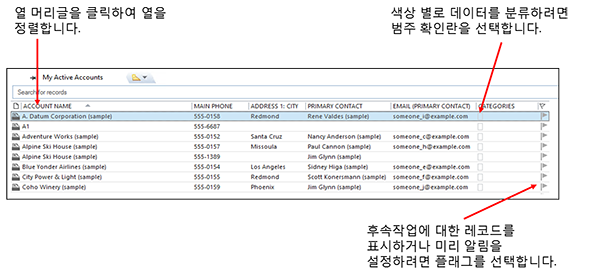 열 머리글을 클릭하여 열을
정렬합니다.
색상 별로 데이터를 분류하려면
범주 확인란을 선택합니다.
My Active Accounts
Search for records
ACCOUNT NAME MAIN PHONE ADDRESS 1: CITY PRIMARY CONTACT EMAIL (PRIMARY CONTACT) CATEGORIES
A. Datum Corporation (sample) 555-0158 Redmond Rene Valdes (sample) someone_i@example.com
A1 555-6687
Adventure Works (sample) 555-0152 Santa Cruz Nancy Anderson (sample) someone_c@example.com
Alpine Ski House (sample) 555-0157 Missoula Paul Cannon (sample) someone_h@example.com
Alpine Ski House (sample) 555-1389 Jim Glynn (sample)
Blue Yonder Airlines (sample) 555-0154 Los Angeles Sidney Higa (sample) someone_e@example.com
City Power & Light (sample) 555-0155 Redmond Scott Konersmann (sample) someone_f@example.com
Coho Winery (sample) 555-0159 Phoenix Jim Glynn (sample) someone_j@example.com
후속작업에 대한 레코드를
표시하거나 미리 알림을
설정하려면 플래그를 선택합니다.